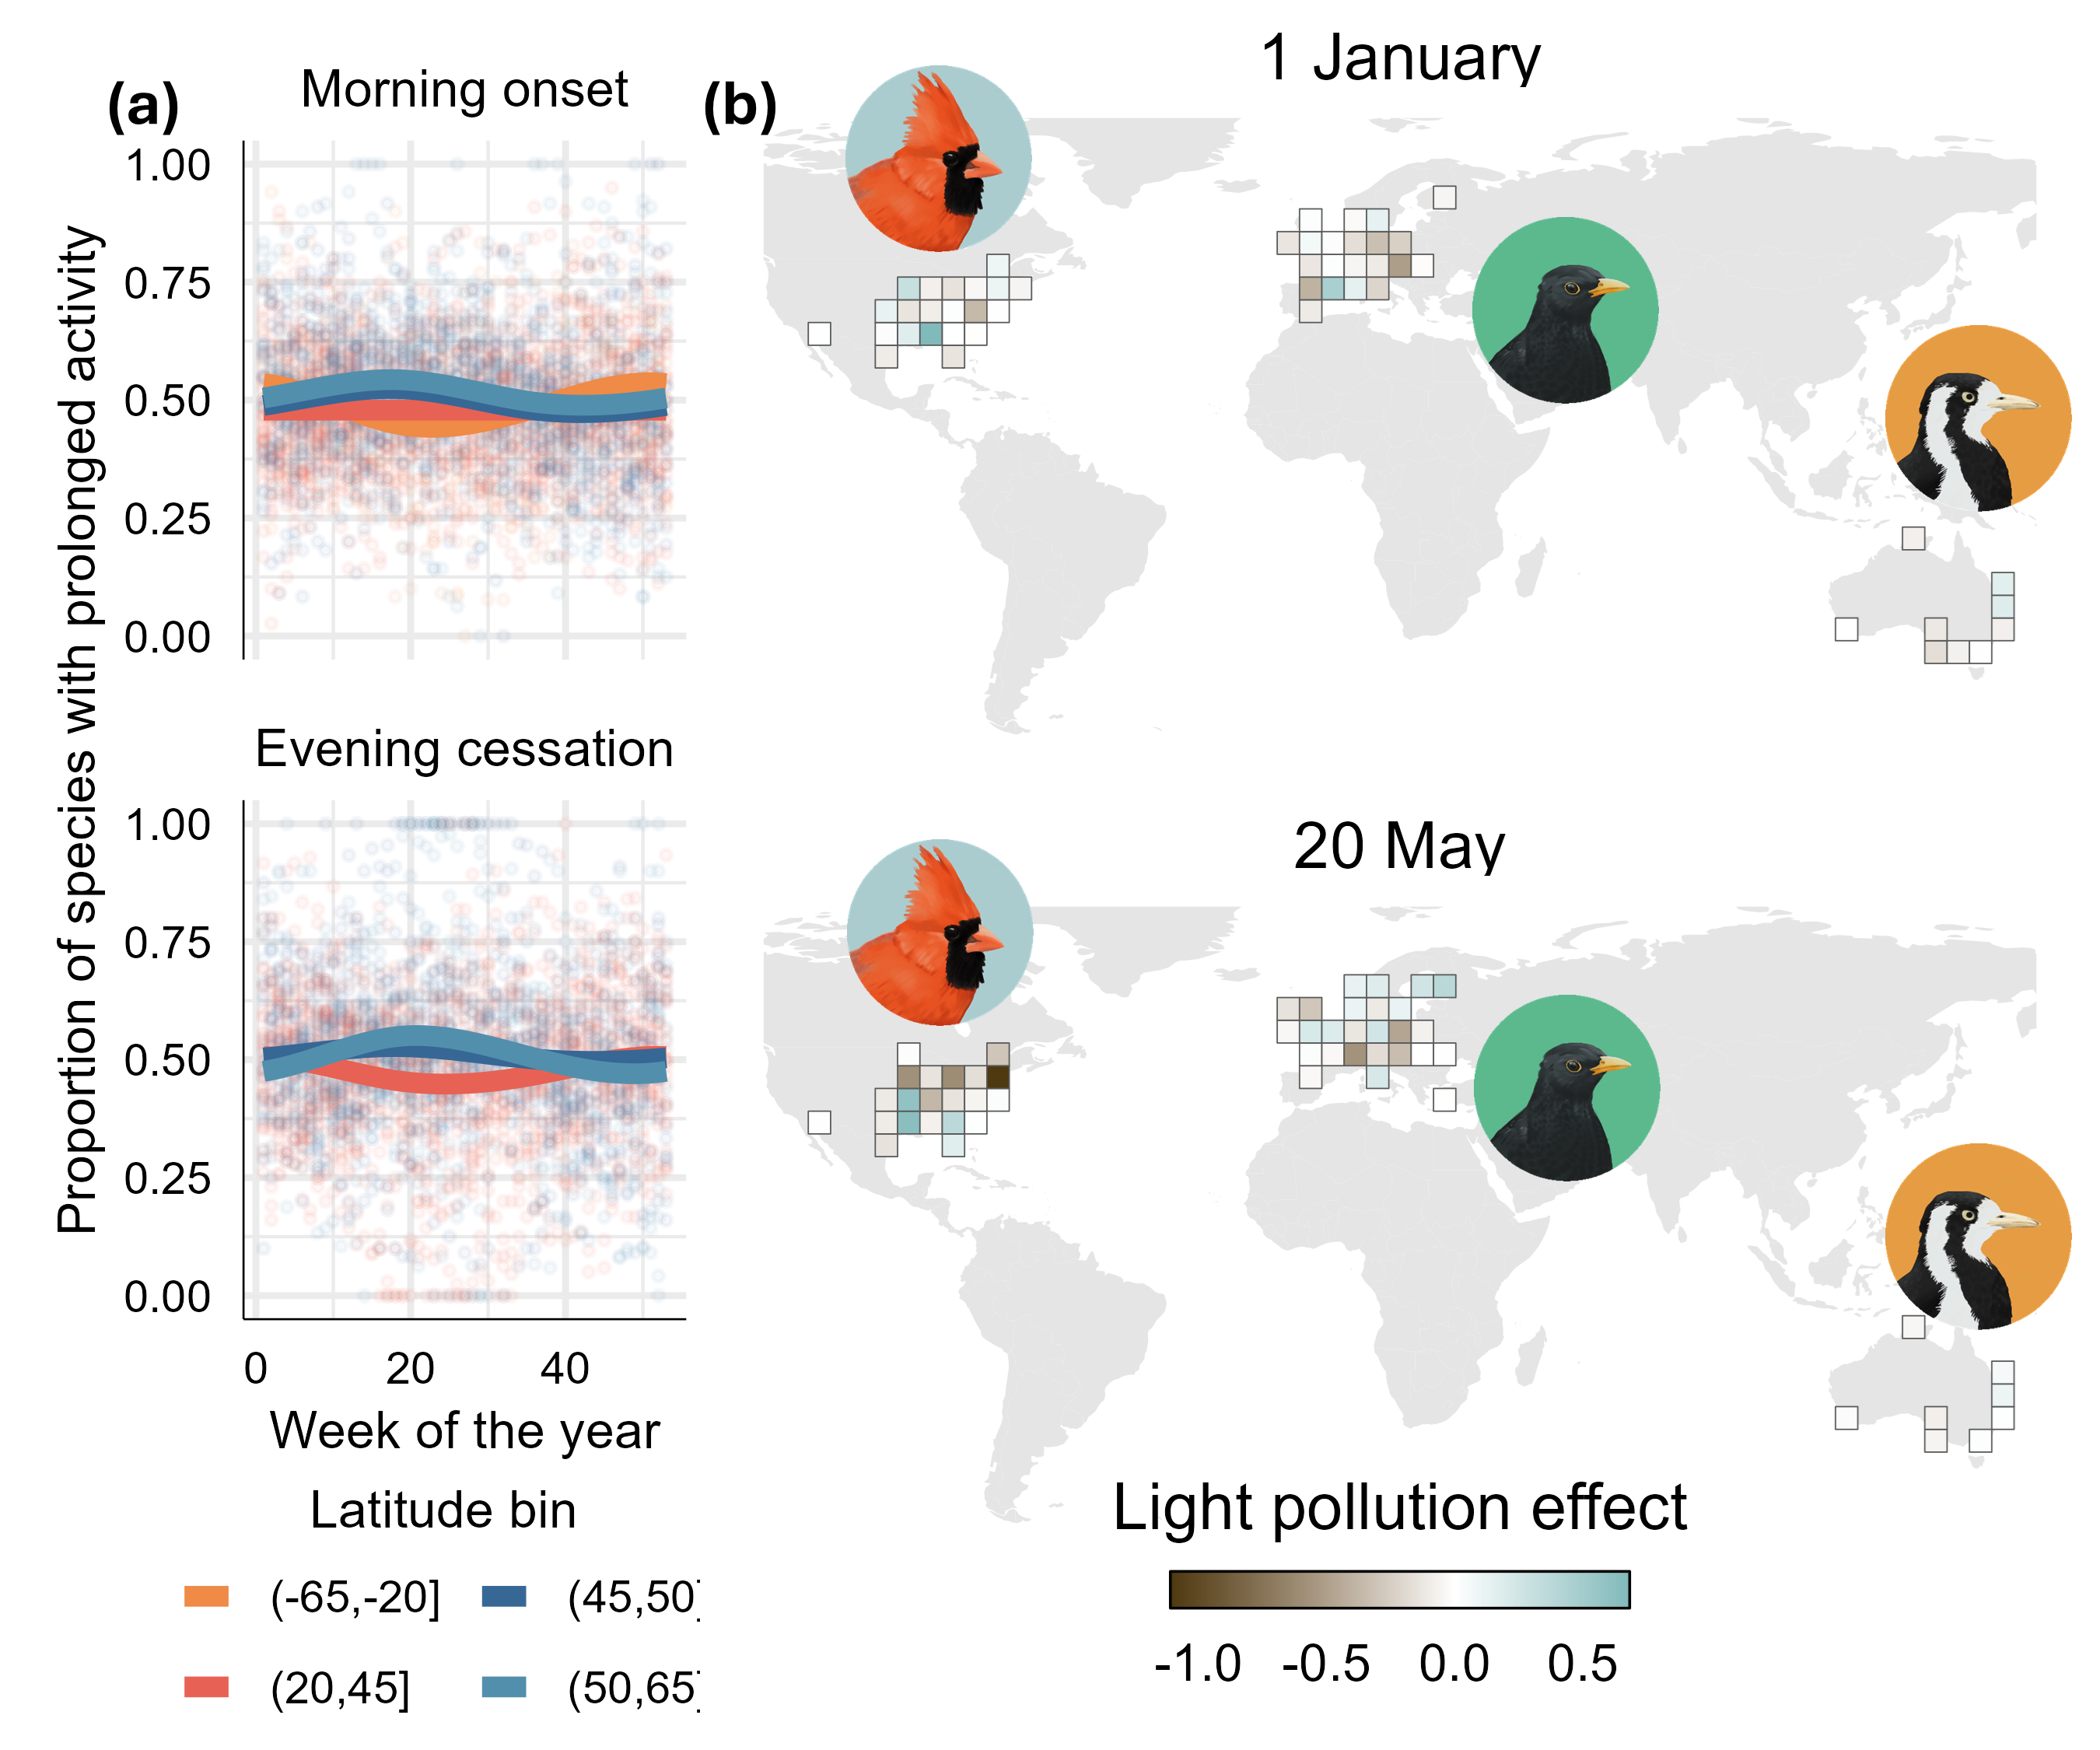 (a)
Morning onset
Proportion of species with prolonged activity
1.00
0.75
0.50
0.25
0.00
Evening cessation
1.00
0.75
0.50
0.25
0.00
0 20 40
Week of the year
Latitude bin
(-65,-20] (45,50]
(20,45] (50,65]
(b)
1 January
20 May
Light pollution effect
-1.0 -0.5 0.0 0.5